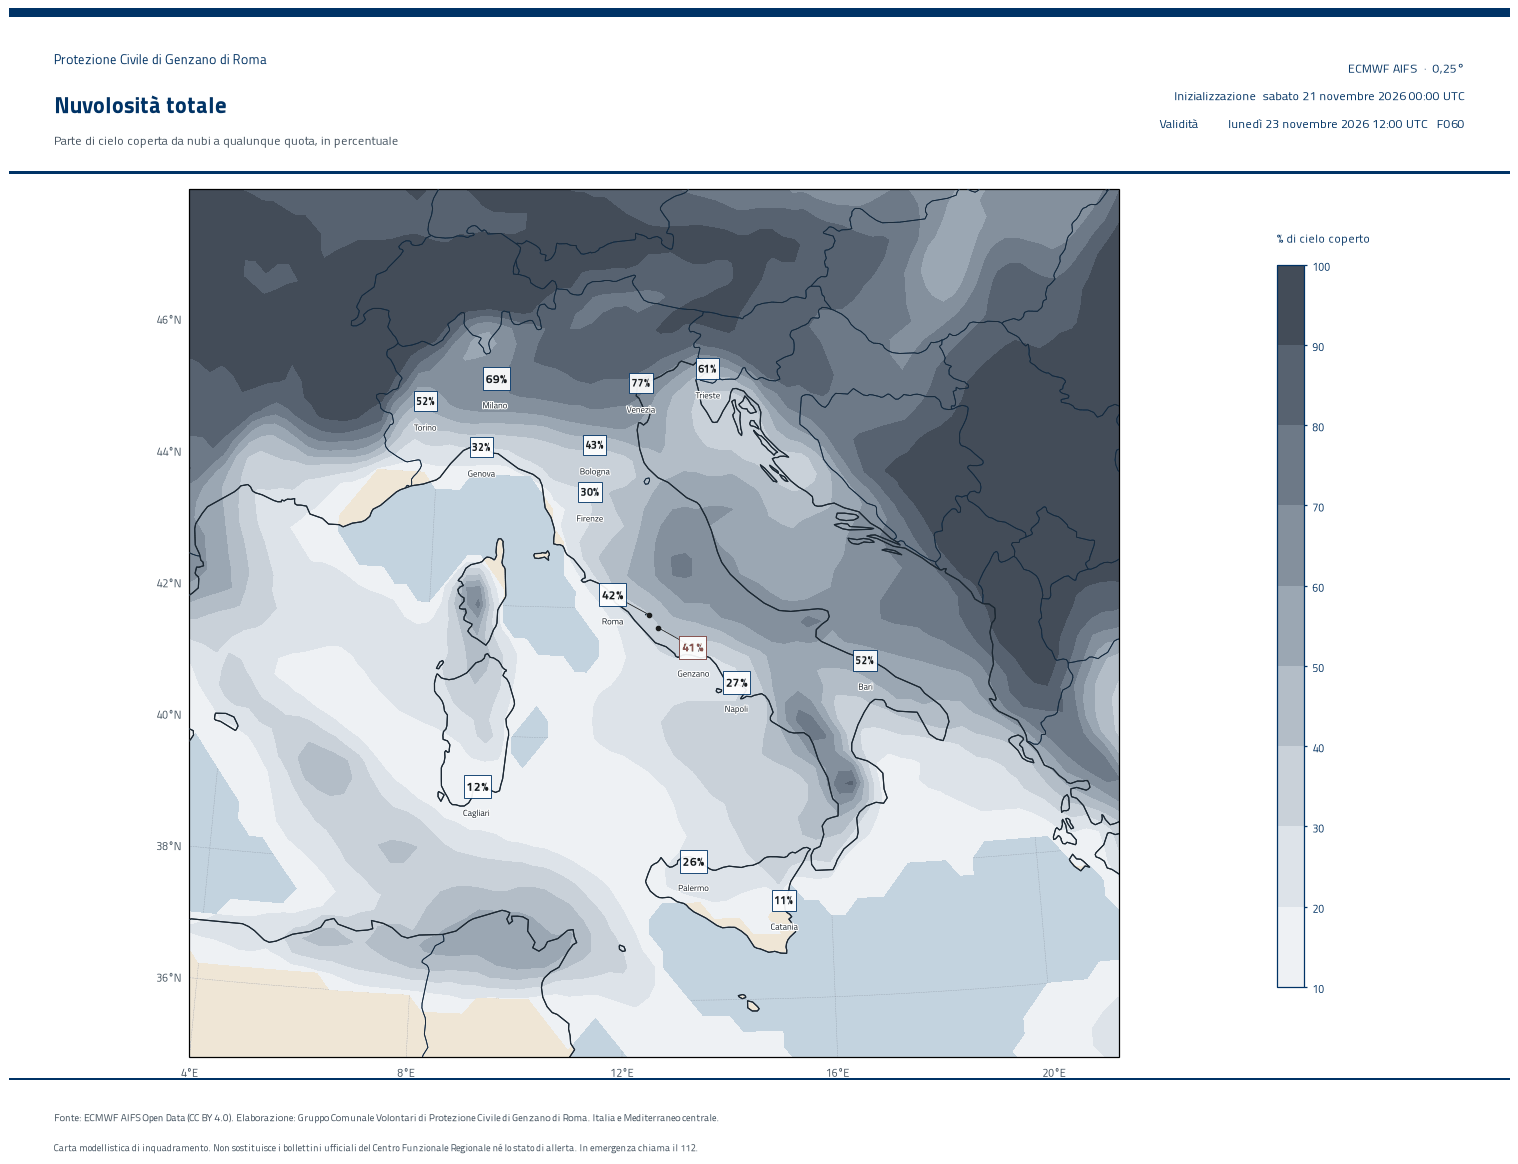 Protezione Civile di Genzano di Roma
Nuvolosità totale
Parte di cielo coperta da nubi a qualunque quota, in percentuale
ECMWF AIFS · 0,25°
Inizializzazione sabato 21 novembre 2026 00:00 UTC
Validità lunedì 23 novembre 2026 12:00 UTC F060
% di cielo coperto
100
90
80
70
60
50
40
30
20
10
46°N
44°N
42°N
40°N
38°N
36°N
4°E
8°E
12°E
16°E
20°E
61%
Trieste
69%
Milano
77%
Venezia
52%
Torino
32%
Genova
43%
Bologna
30%
Firenze
42%
Roma
41%
Genzano
52%
Bari
27%
Napoli
12%
Cagliari
26%
Palermo
11%
Catania
Fonte: ECMWF AIFS Open Data (CC BY 4.0). Elaborazione: Gruppo Comunale Volontari di Protezione Civile di Genzano di Roma. Italia e Mediterraneo centrale.
Carta modellistica di inquadramento. Non sostituisce i bollettini ufficiali del Centro Funzionale Regionale né lo stato di allerta. In emergenza chiama il 112.